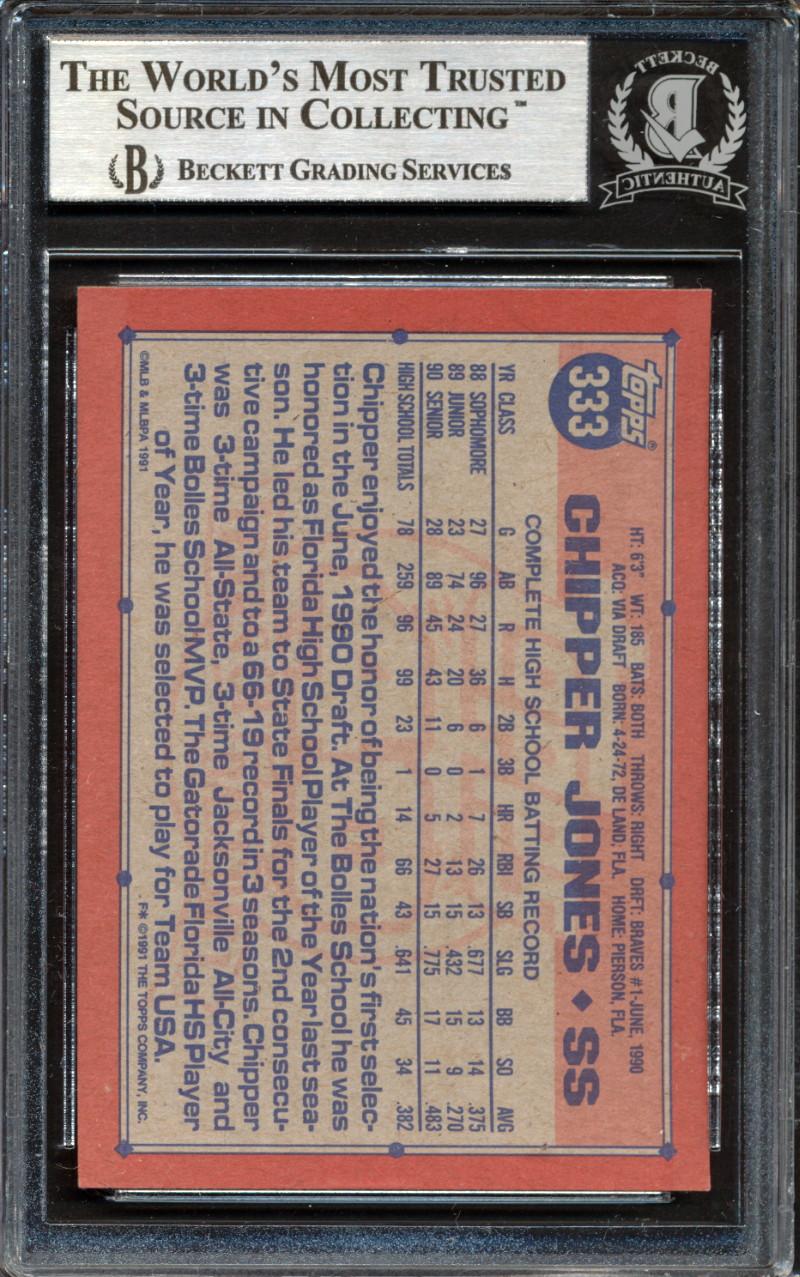 THE WORLD'S MOST TRUSTED
SOURCE IN COLLECTING™
B BECKETT GRADING SERVICES
BECKETT
B
AUTHENTIC
topps®
333
HT: 6'3" WT: 185 BATS: BOTH THROWS: RIGHT DRFT: BRAVES #1-JUNE, 1990
ACQ: VIA DRAFT BORN: 4-24-72, DE LAND, FLA. HOME: PIERSON, FLA.
CHIPPER JONES ♦ SS
COMPLETE HIGH SCHOOL BATTING RECORD
YR CLASS G AB R H 2B 3B HR RBI SB SLG BB SO AVG
88 SOPHOMORE 27 96 27 36 6 1 7 26 13 .677 13 14 .375
89 JUNIOR 23 74 24 20 6 0 2 13 15 .432 15 9 .270
90 SENIOR 28 89 45 43 11 0 5 27 15 .775 17 11 .483
HIGH SCHOOL TOTALS 78 259 96 99 23 1 14 66 43 .641 45 34 .382
Chipper enjoyed the honor of being the nation's first selec-
tion in the June, 1990 Draft. At The Bolles School he was
honored as Florida High School Player of the Year last sea-
son. He led his team to State Finals for the 2nd consecu-
tive campaign and to a 66-19 record in 3 seasons. Chipper
was 3-time All-State, 3-time Jacksonville All-City and
3-time Bolles School MVP. The Gatorade Florida HS Player
of Year, he was selected to play for Team USA.
©MLB & MLBPA 1991
F* ©1991 THE TOPPS COMPANY, INC.